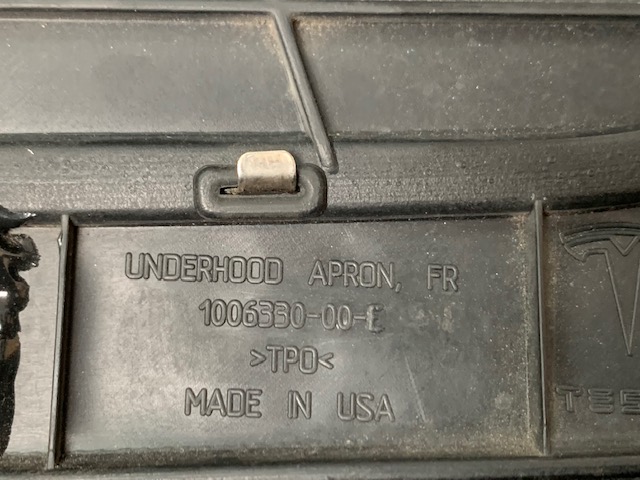 UNDERHOOD APRON, FR
1006330-00-E
>TPO<
MADE IN USA